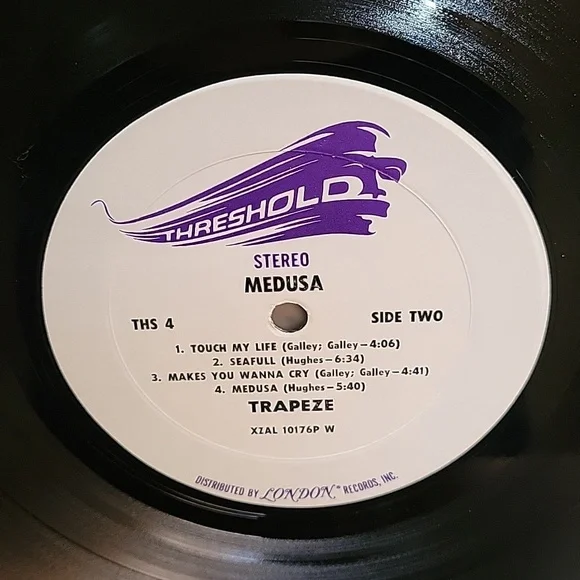 THRESHOLD
STEREO
MEDUSA
THS 4
SIDE TWO
1. TOUCH MY LIFE (Galley; Galley—4:06)
2. SEAFULL (Hughes—6:34)
3. MAKES YOU WANNA CRY (Galley; Galley—4:41)
4. MEDUSA (Hughes—5:40)
TRAPEZE
XZAL 10176P W
DISTRIBUTED BY LONDON® RECORDS, INC.